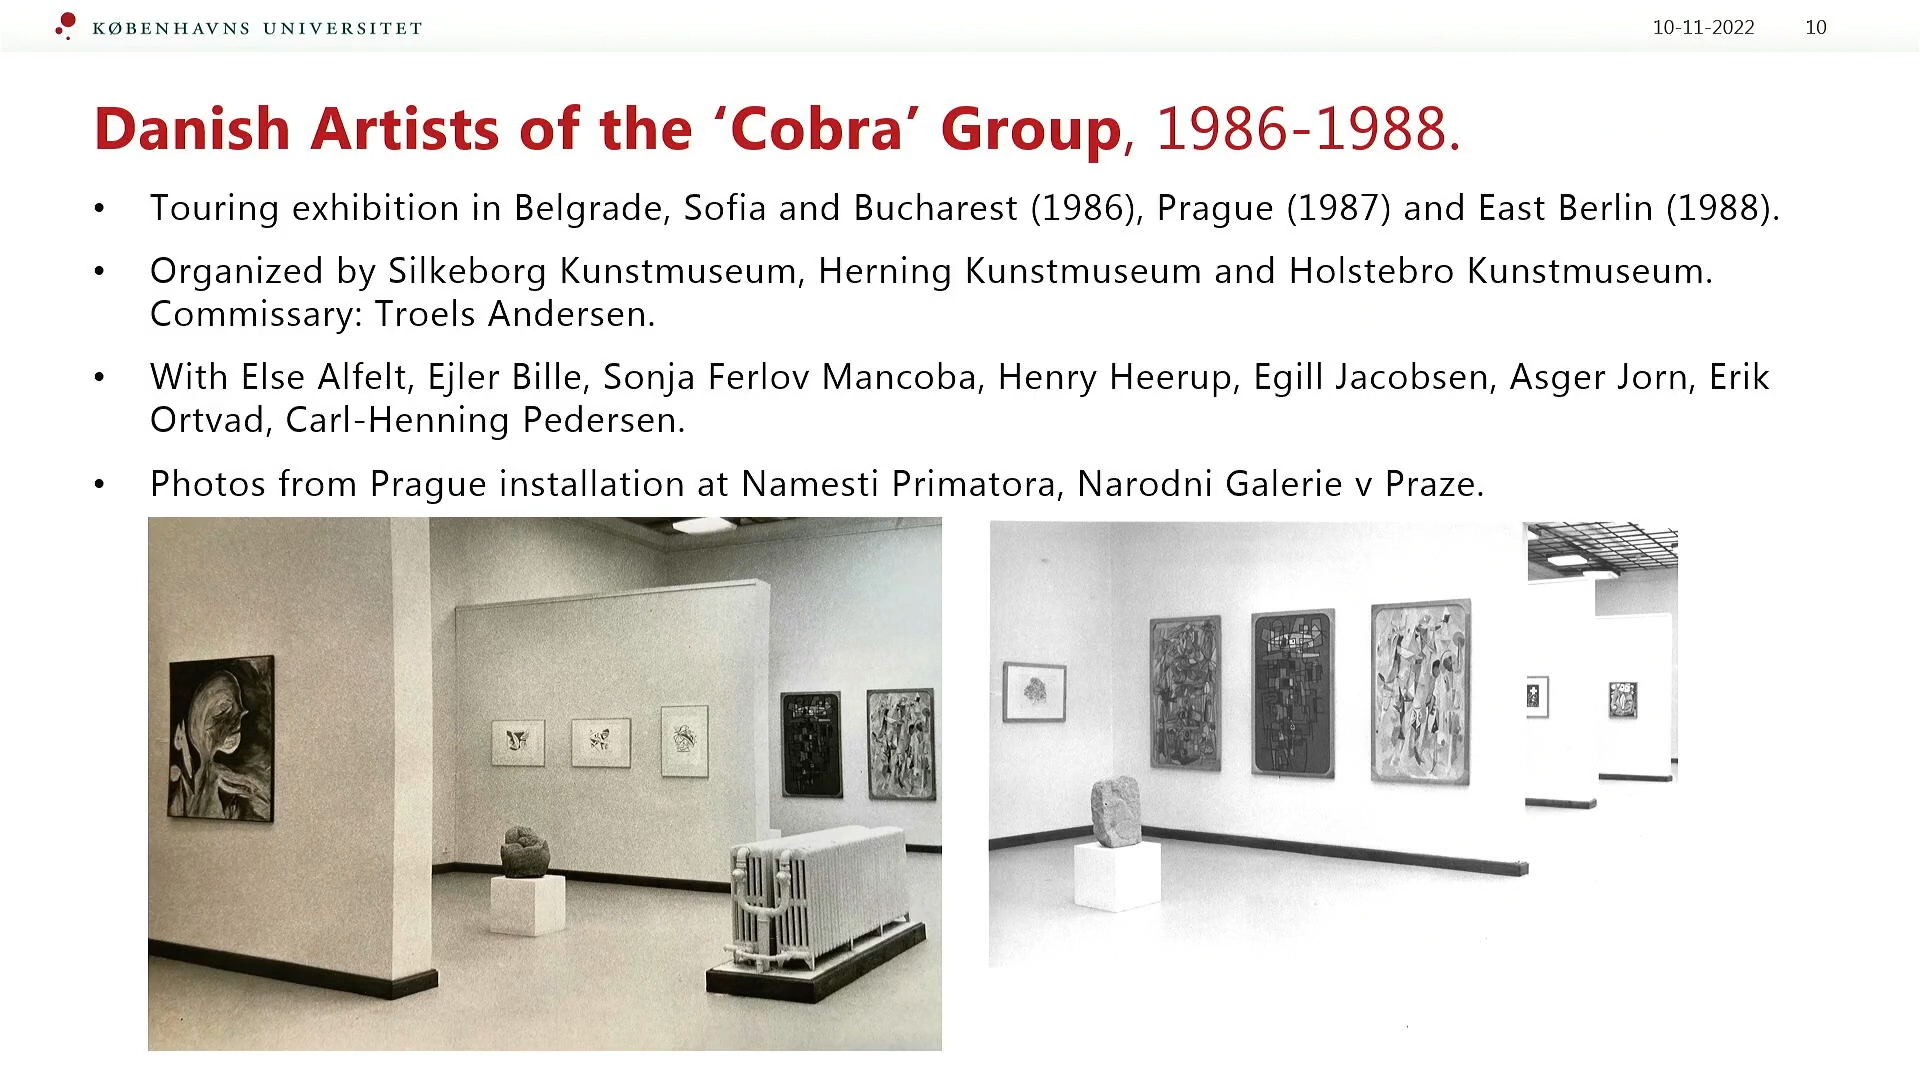 KØBENHAVNS UNIVERSITET
10-11-2022 10
Danish Artists of the ‘Cobra’ Group, 1986-1988.
• Touring exhibition in Belgrade, Sofia and Bucharest (1986), Prague (1987) and East Berlin (1988).
• Organized by Silkeborg Kunstmuseum, Herning Kunstmuseum and Holstebro Kunstmuseum.
Commissary: Troels Andersen.
• With Else Alfelt, Ejler Bille, Sonja Ferlov Mancoba, Henry Heerup, Egill Jacobsen, Asger Jorn, Erik
Ortvad, Carl-Henning Pedersen.
• Photos from Prague installation at Namesti Primatora, Narodni Galerie v Praze.